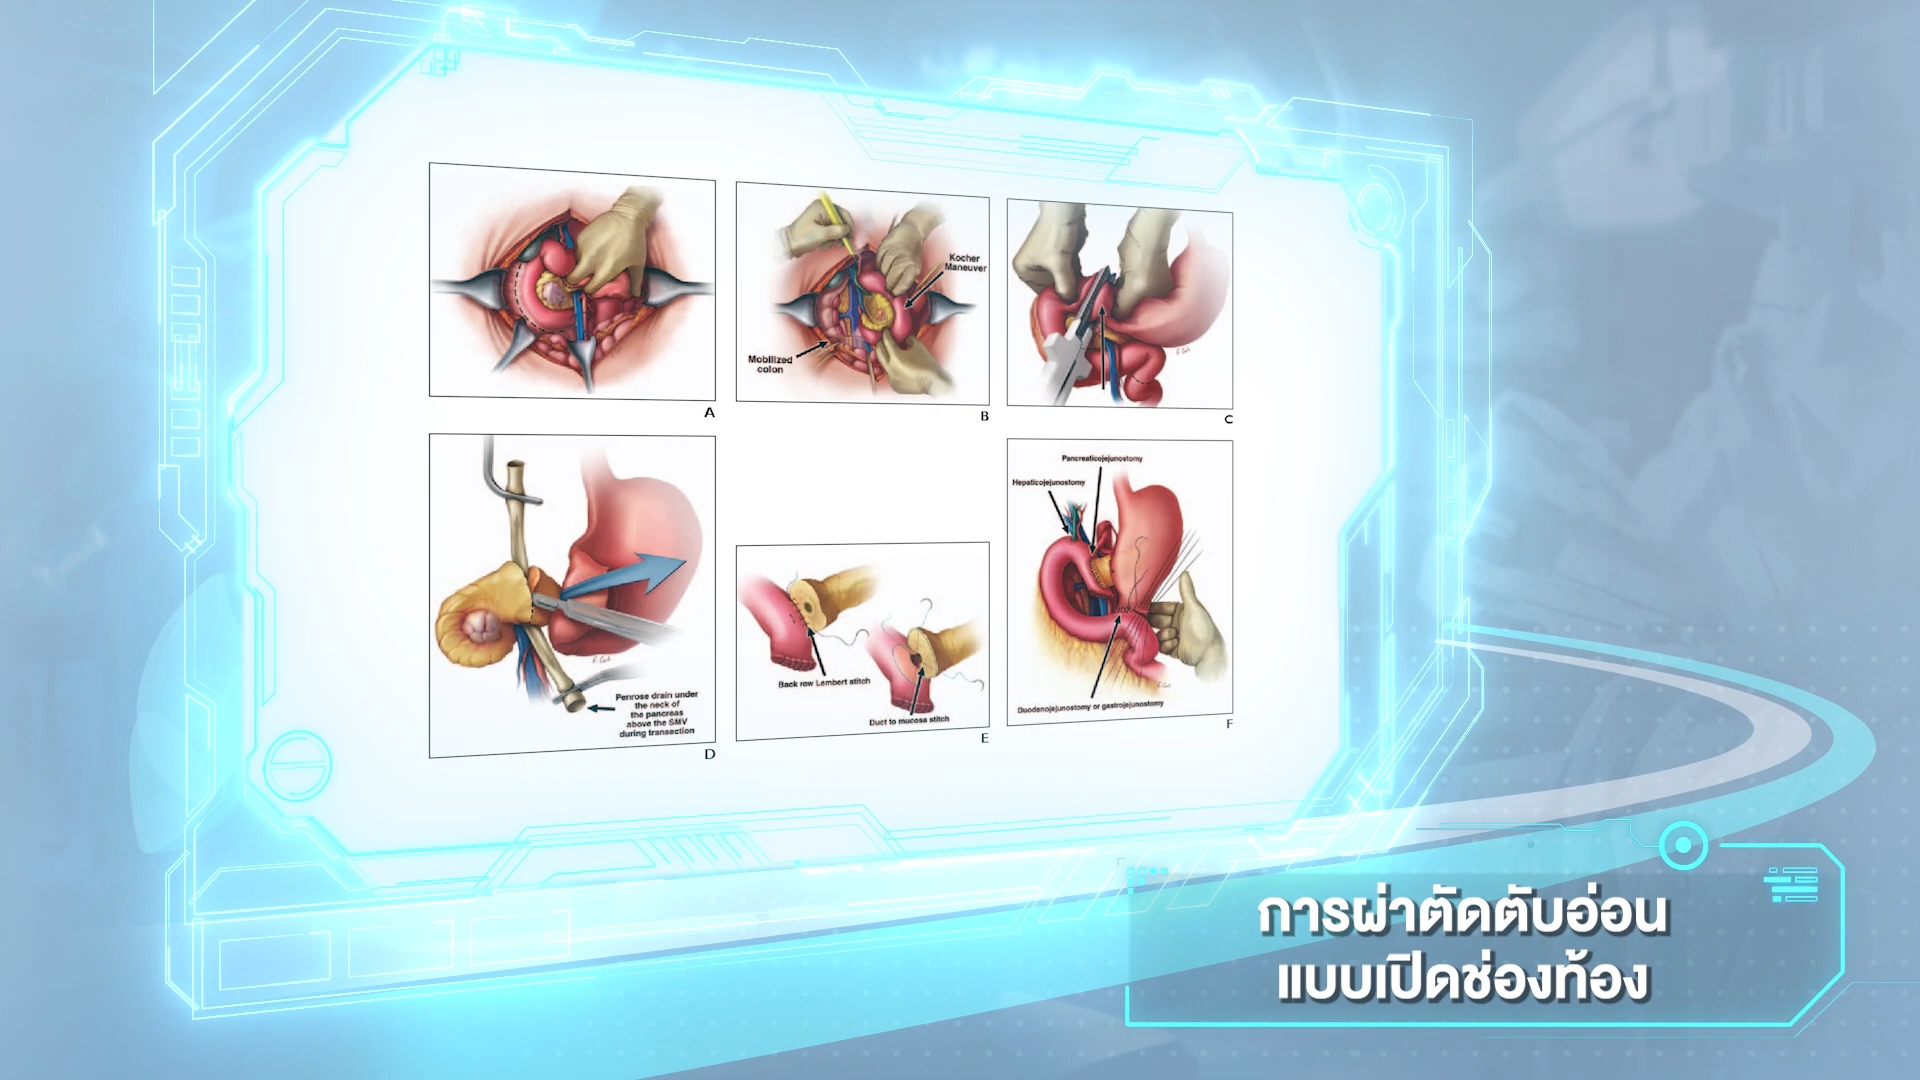 A
Kocher
Maneuver
Mobilized
colon
B
C
Penrose drain under
the neck of
the pancreas
above the SMV
during transection
D
Back row Lembert stitch
Duct to mucosa stitch
E
Pancreaticojejunostomy
Hepaticojejunostomy
Duodenojejunostomy or gastrojejunostomy
F
การผ่าตัดตับอ่อน
แบบเปิดช่องท้อง